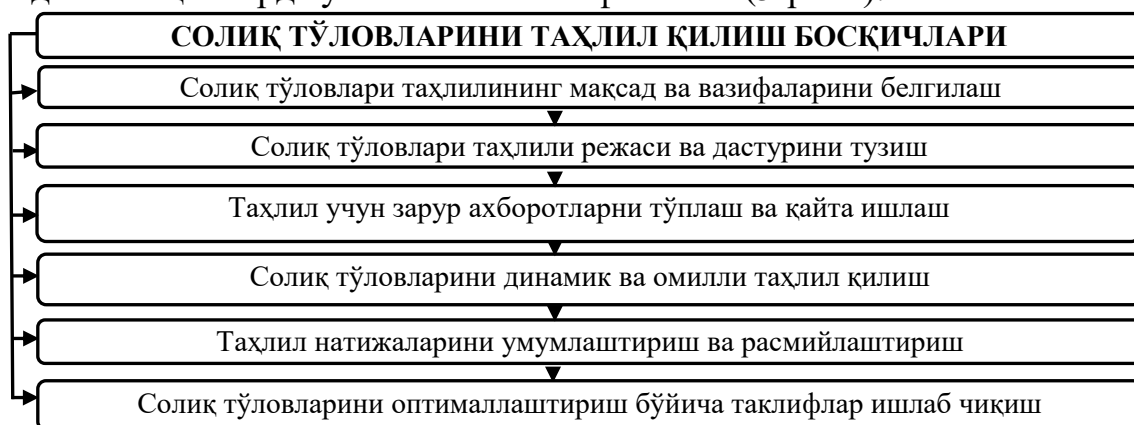 СОЛИҚ ТЎЛОВЛАРИНИ ТАҲЛИЛ ҚИЛИШ БОСҚИЧЛАРИ
Солиқ тўловлари таҳлилининг мақсад ва вазифаларини белгилаш
Солиқ тўловлари таҳлили режаси ва дастурини тузиш
Таҳлил учун зарур ахборотларни тўплаш ва қайта ишлаш
Солиқ тўловларини динамик ва омилли таҳлил қилиш
Таҳлил натижаларини умумлаштириш ва расмийлаштириш
Солиқ тўловларини оптималлаштириш бўйича таклифлар ишлаб чиқиш